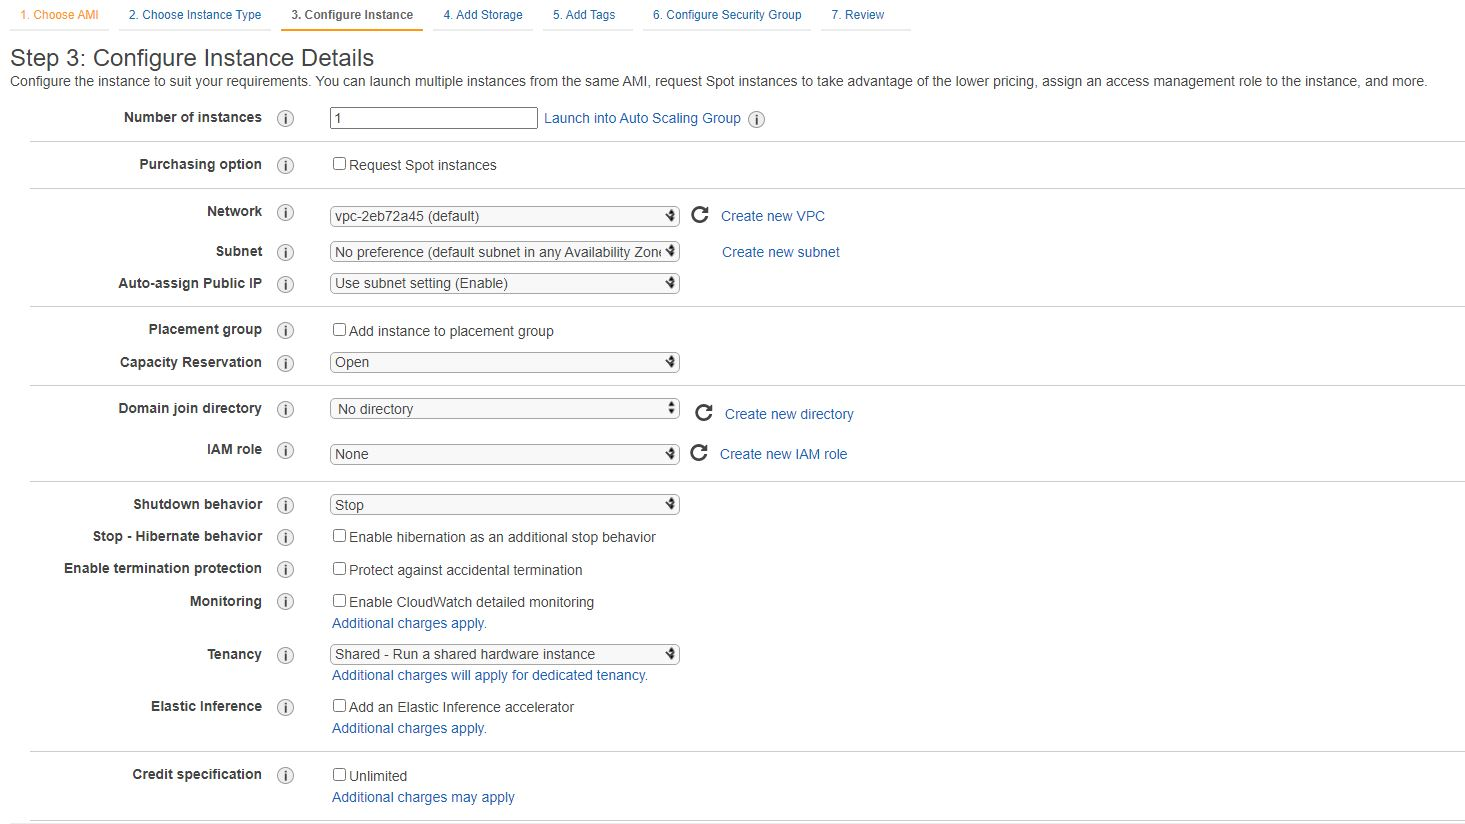 1. Choose AMI 2. Choose Instance Type 3. Configure Instance 4. Add Storage 5. Add Tags 6. Configure Security Group 7. Review
Step 3: Configure Instance Details
Configure the instance to suit your requirements. You can launch multiple instances from the same AMI, request Spot instances to take advantage of the lower pricing, assign an access management role to the instance, and more.
Number of instances i 1 Launch into Auto Scaling Group i
Purchasing option i Request Spot instances
Network i vpc-2eb72a45 (default) Create new VPC
Subnet i No preference (default subnet in any Availability Zone Create new subnet
Auto-assign Public IP i Use subnet setting (Enable)
Placement group i Add instance to placement group
Capacity Reservation i Open
Domain join directory i No directory Create new directory
IAM role i None Create new IAM role
Shutdown behavior i Stop
Stop - Hibernate behavior i Enable hibernation as an additional stop behavior
Enable termination protection i Protect against accidental termination
Monitoring i Enable CloudWatch detailed monitoring
Additional charges apply.
Tenancy i Shared - Run a shared hardware instance
Additional charges will apply for dedicated tenancy.
Elastic Inference i Add an Elastic Inference accelerator
Additional charges apply.
Credit specification i Unlimited
Additional charges may apply